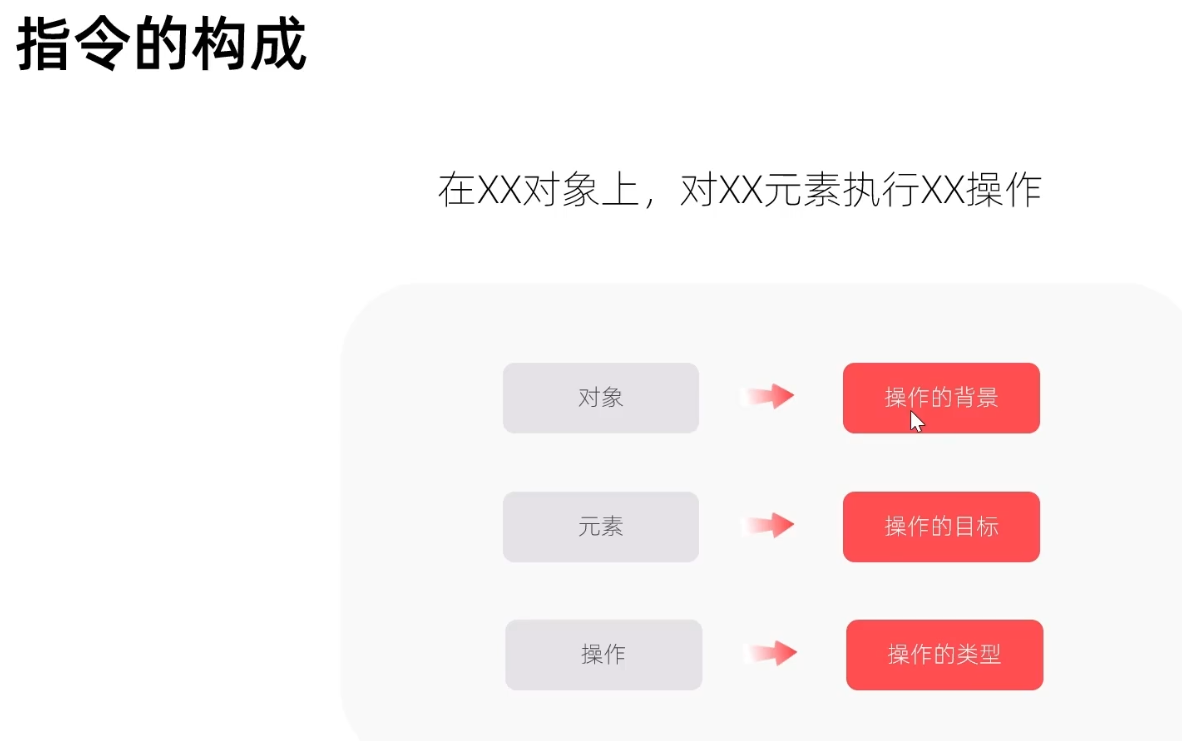 指令的构成
在XX对象上，对XX元素执行XX操作
对象
操作的背景
元素
操作的目标
操作
操作的类型